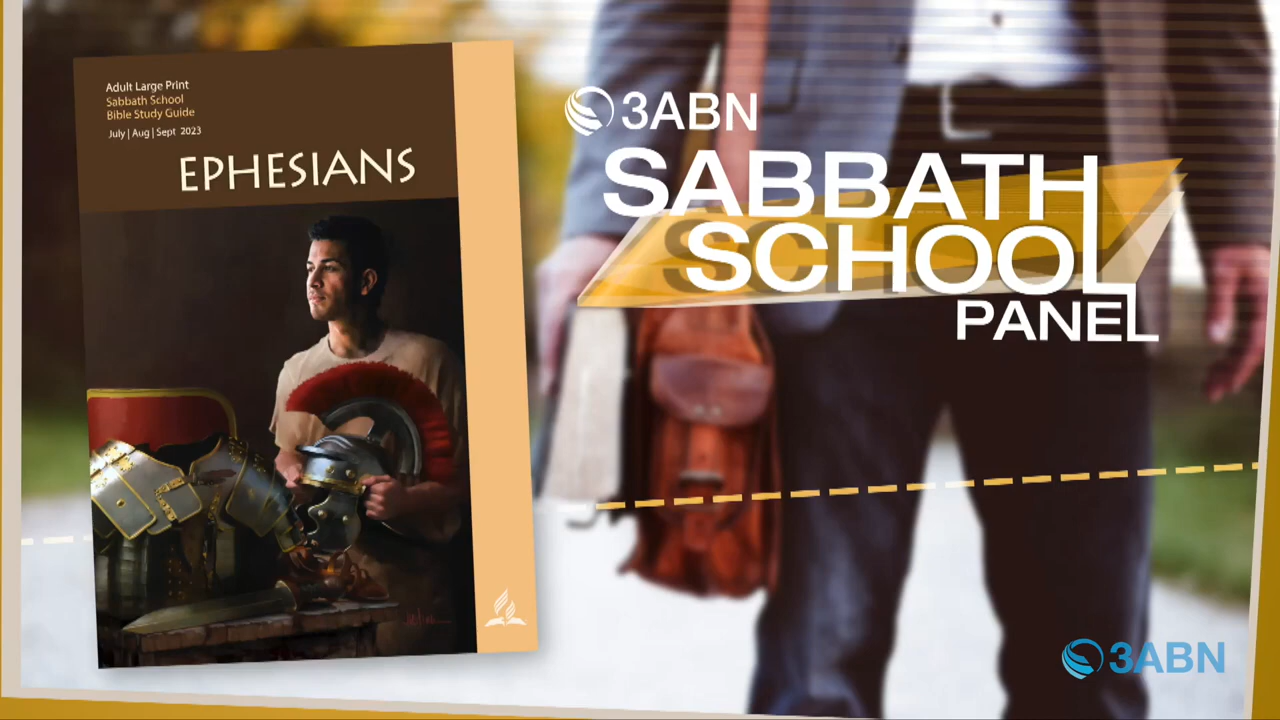 Adult Large Print
Sabbath School
Bible Study Guide
July | Aug | Sept 2023
EPHESIANS
3ABN
SABBATH
SCHOOL
PANEL
3ABN